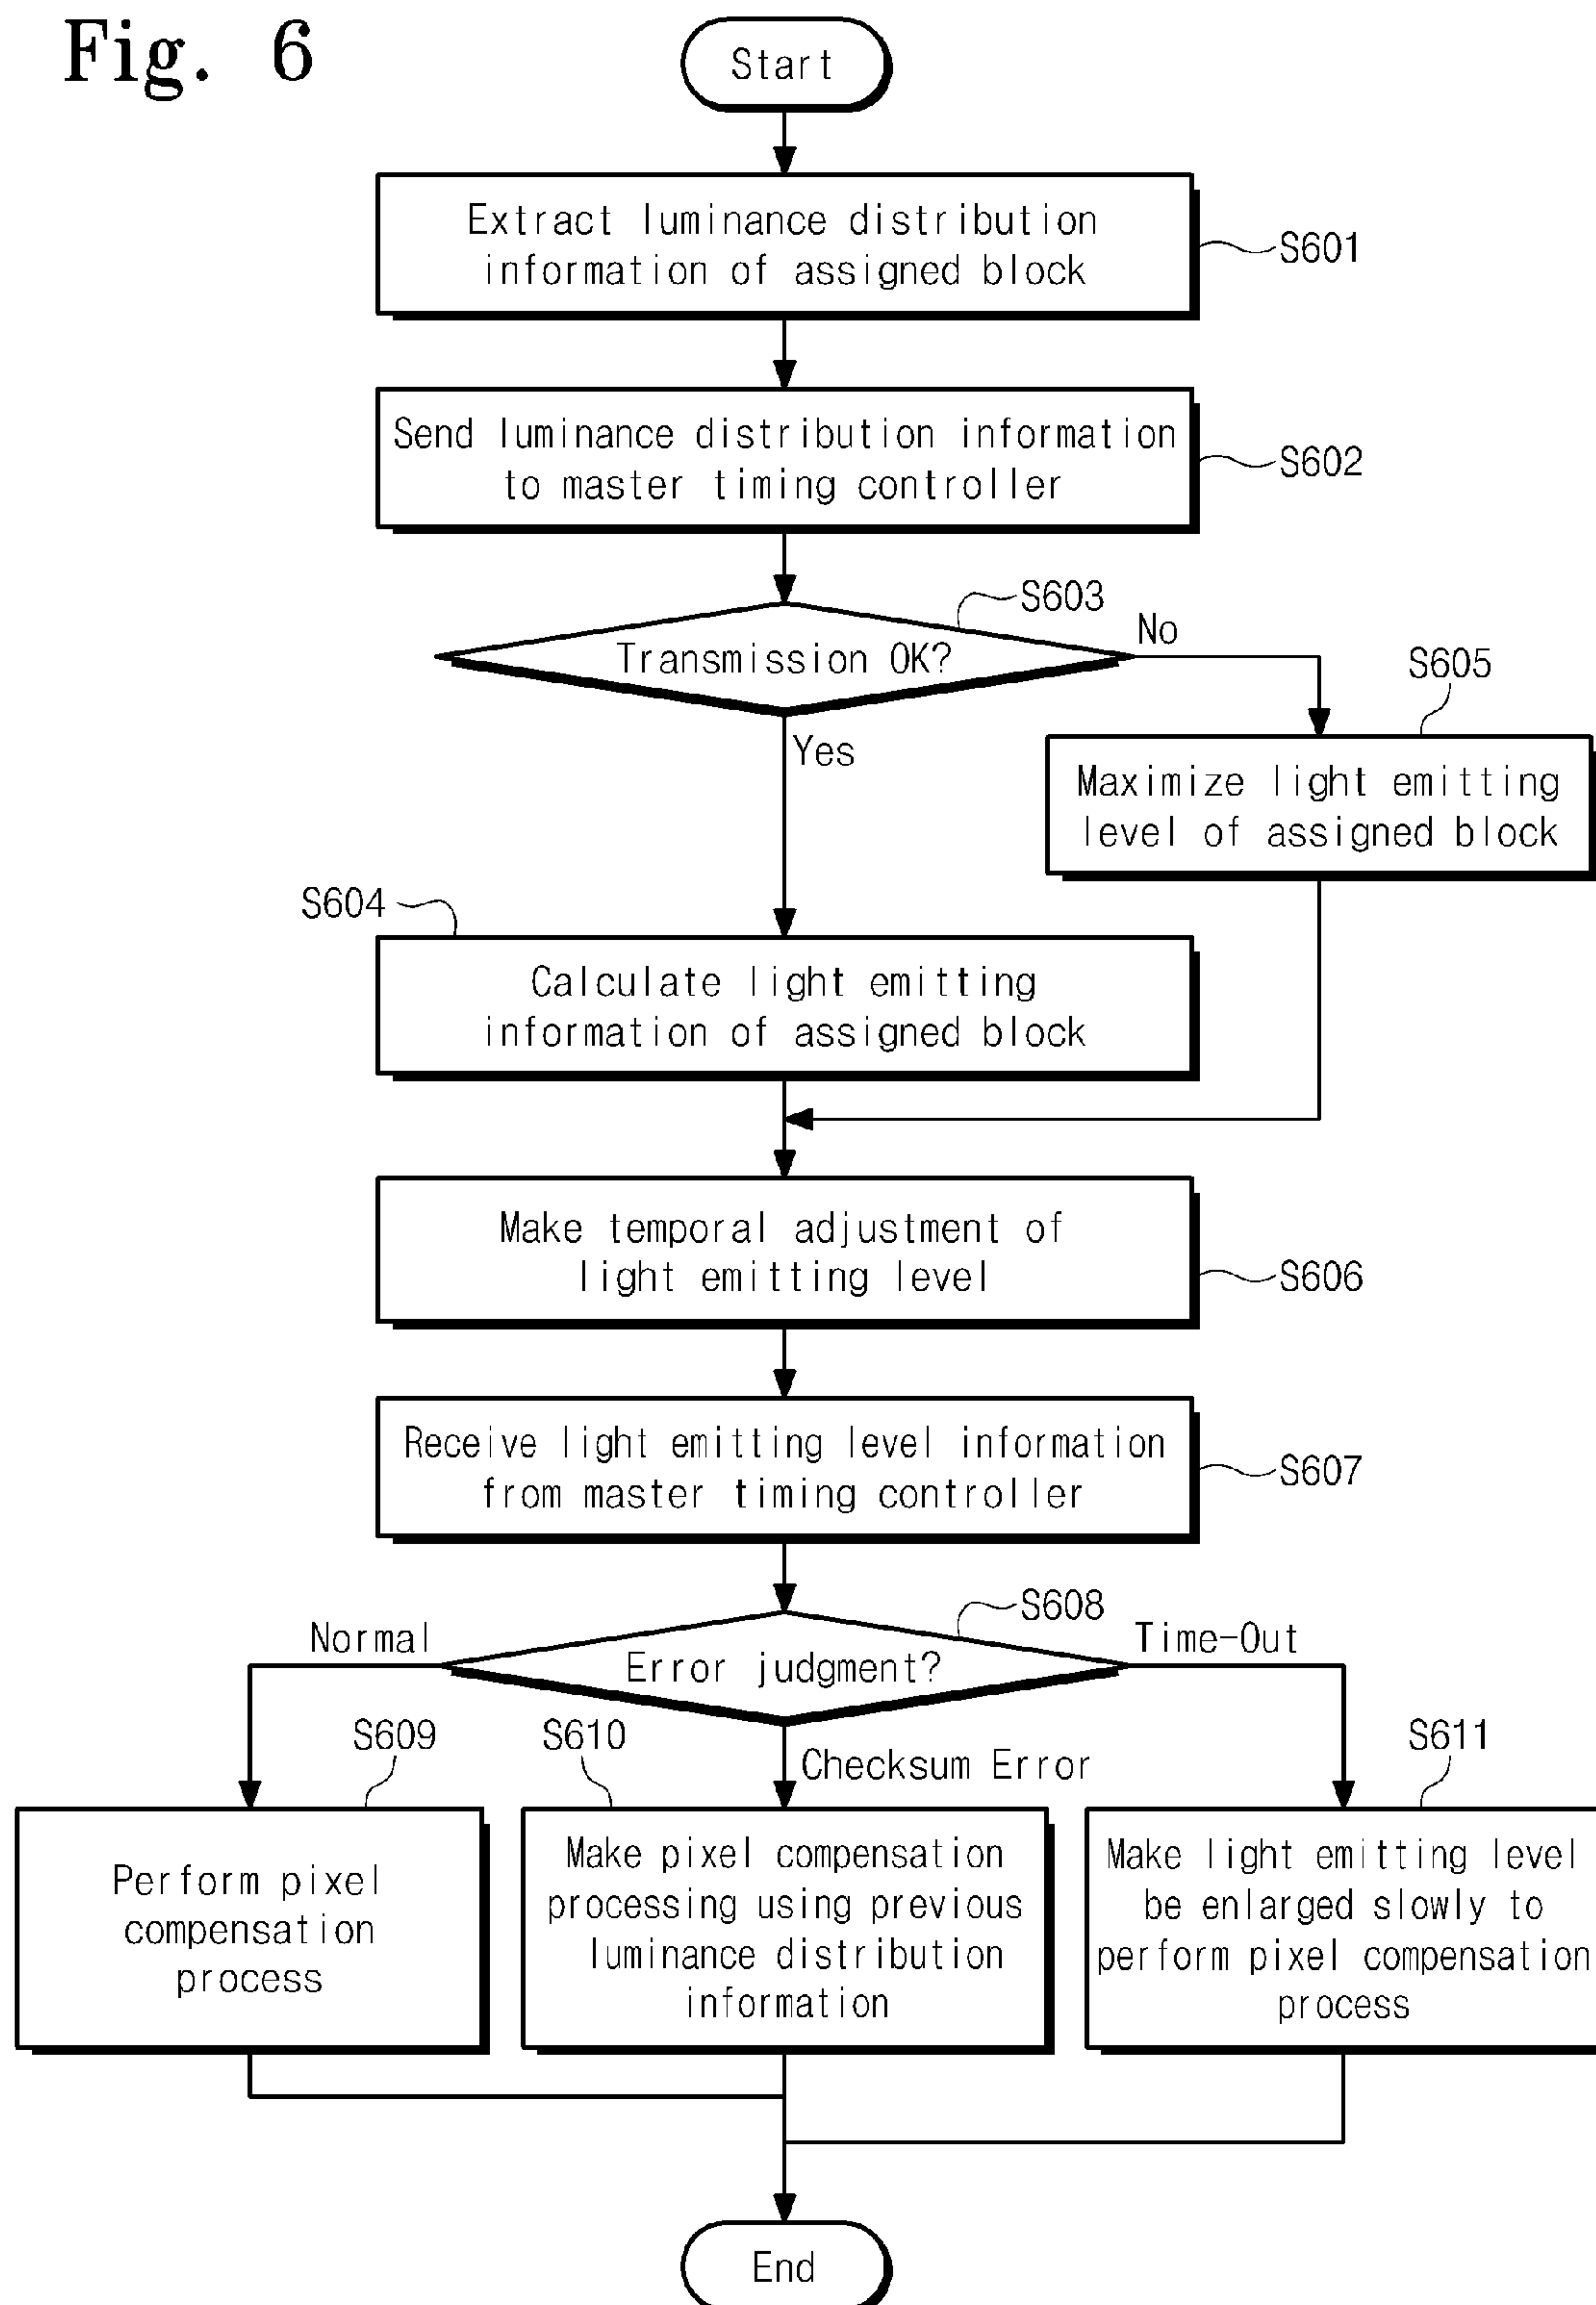 Fig. 6
Start
Extract luminance distribution
information of assigned block
S601
Send luminance distribution information
to master timing controller
S602
S603
Transmission OK?
No
Yes
S605
Maximize light emitting
level of assigned block
S604
Calculate light emitting
information of assigned block
Make temporal adjustment of
light emitting level
S606
Receive light emitting level information
from master timing controller
S607
S608
Error judgment?
Normal
Time-Out
Checksum Error
S609
Perform pixel
compensation
process
S610
Make pixel compensation
processing using previous
luminance distribution
information
S611
Make light emitting level
be enlarged slowly to
perform pixel compensation
process
End